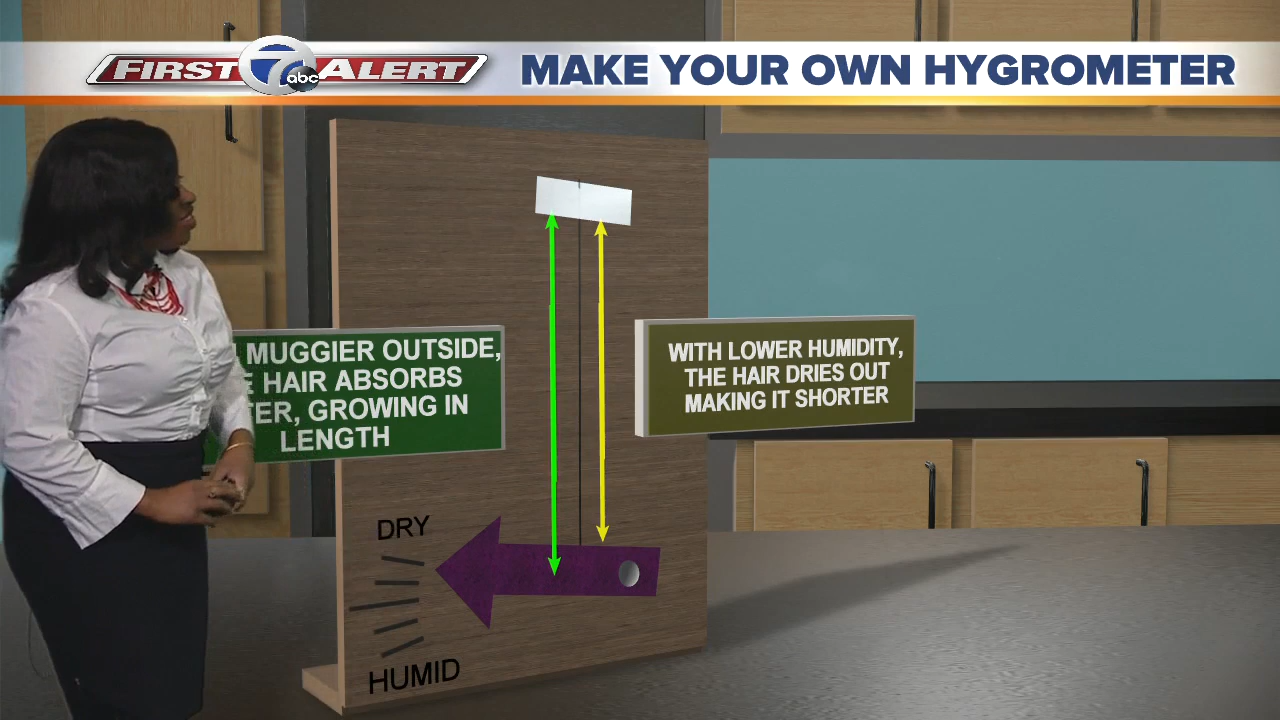 FIRST 7 abc ALERT
MAKE YOUR OWN HYGROMETER
MUGGIER OUTSIDE,
HAIR ABSORBS
GROWING IN
LENGTH
WITH LOWER HUMIDITY,
THE HAIR DRIES OUT
MAKING IT SHORTER
DRY
HUMID